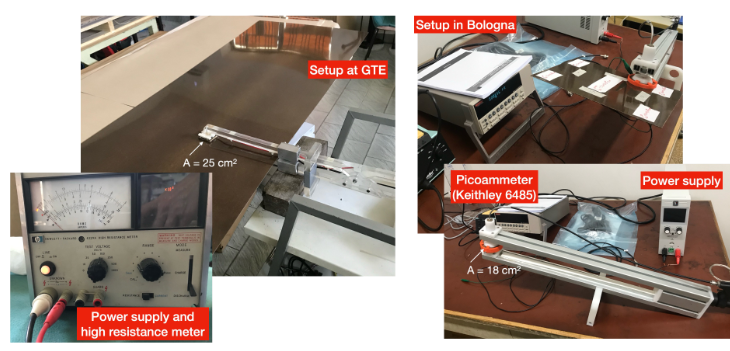 Setup at GTE
A = 25 cm²
Power supply and
high resistance meter
Setup in Bologna
Picoammeter
(Keithley 6485)
Power supply
A = 18 cm²